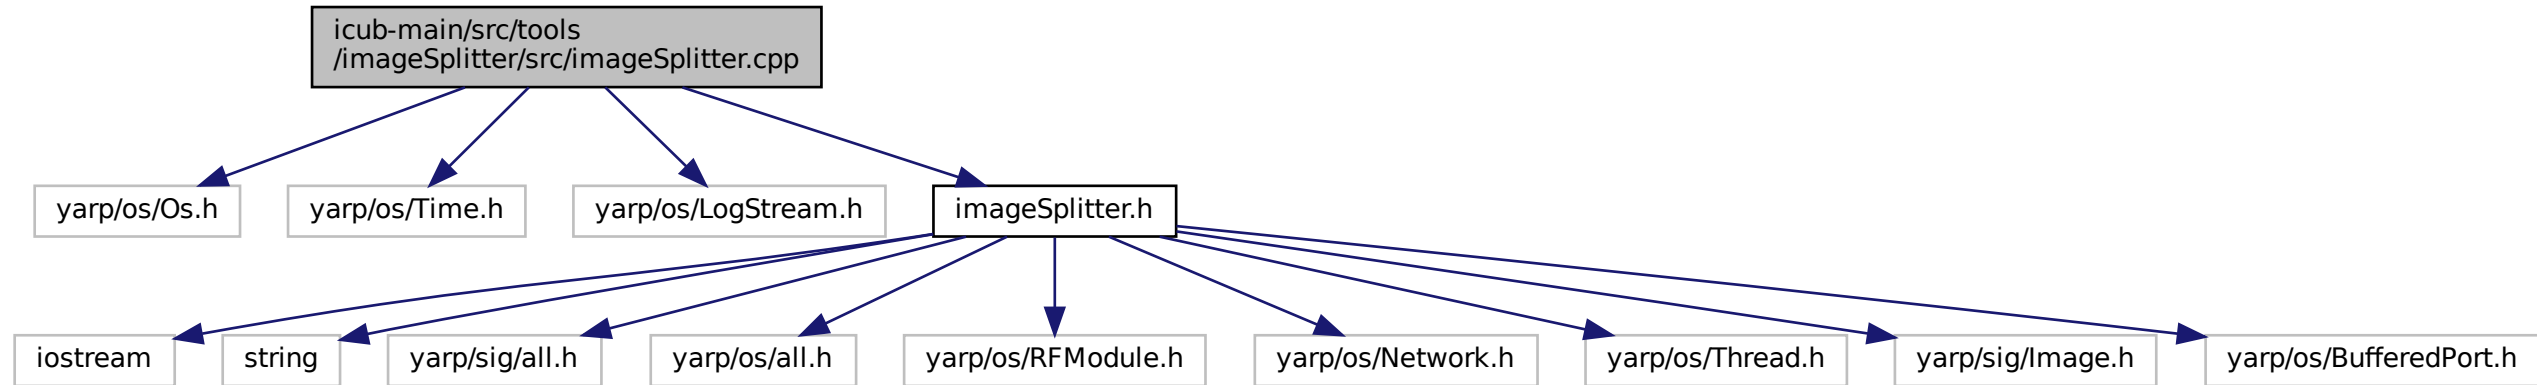 icub-main/src/tools
/imageSplitter/src/imageSplitter.cpp
yarp/os/Os.h
yarp/os/Time.h
yarp/os/LogStream.h
imageSplitter.h
iostream
string
yarp/sig/all.h
yarp/os/all.h
yarp/os/RFModule.h
yarp/os/Network.h
yarp/os/Thread.h
yarp/sig/Image.h
yarp/os/BufferedPort.h